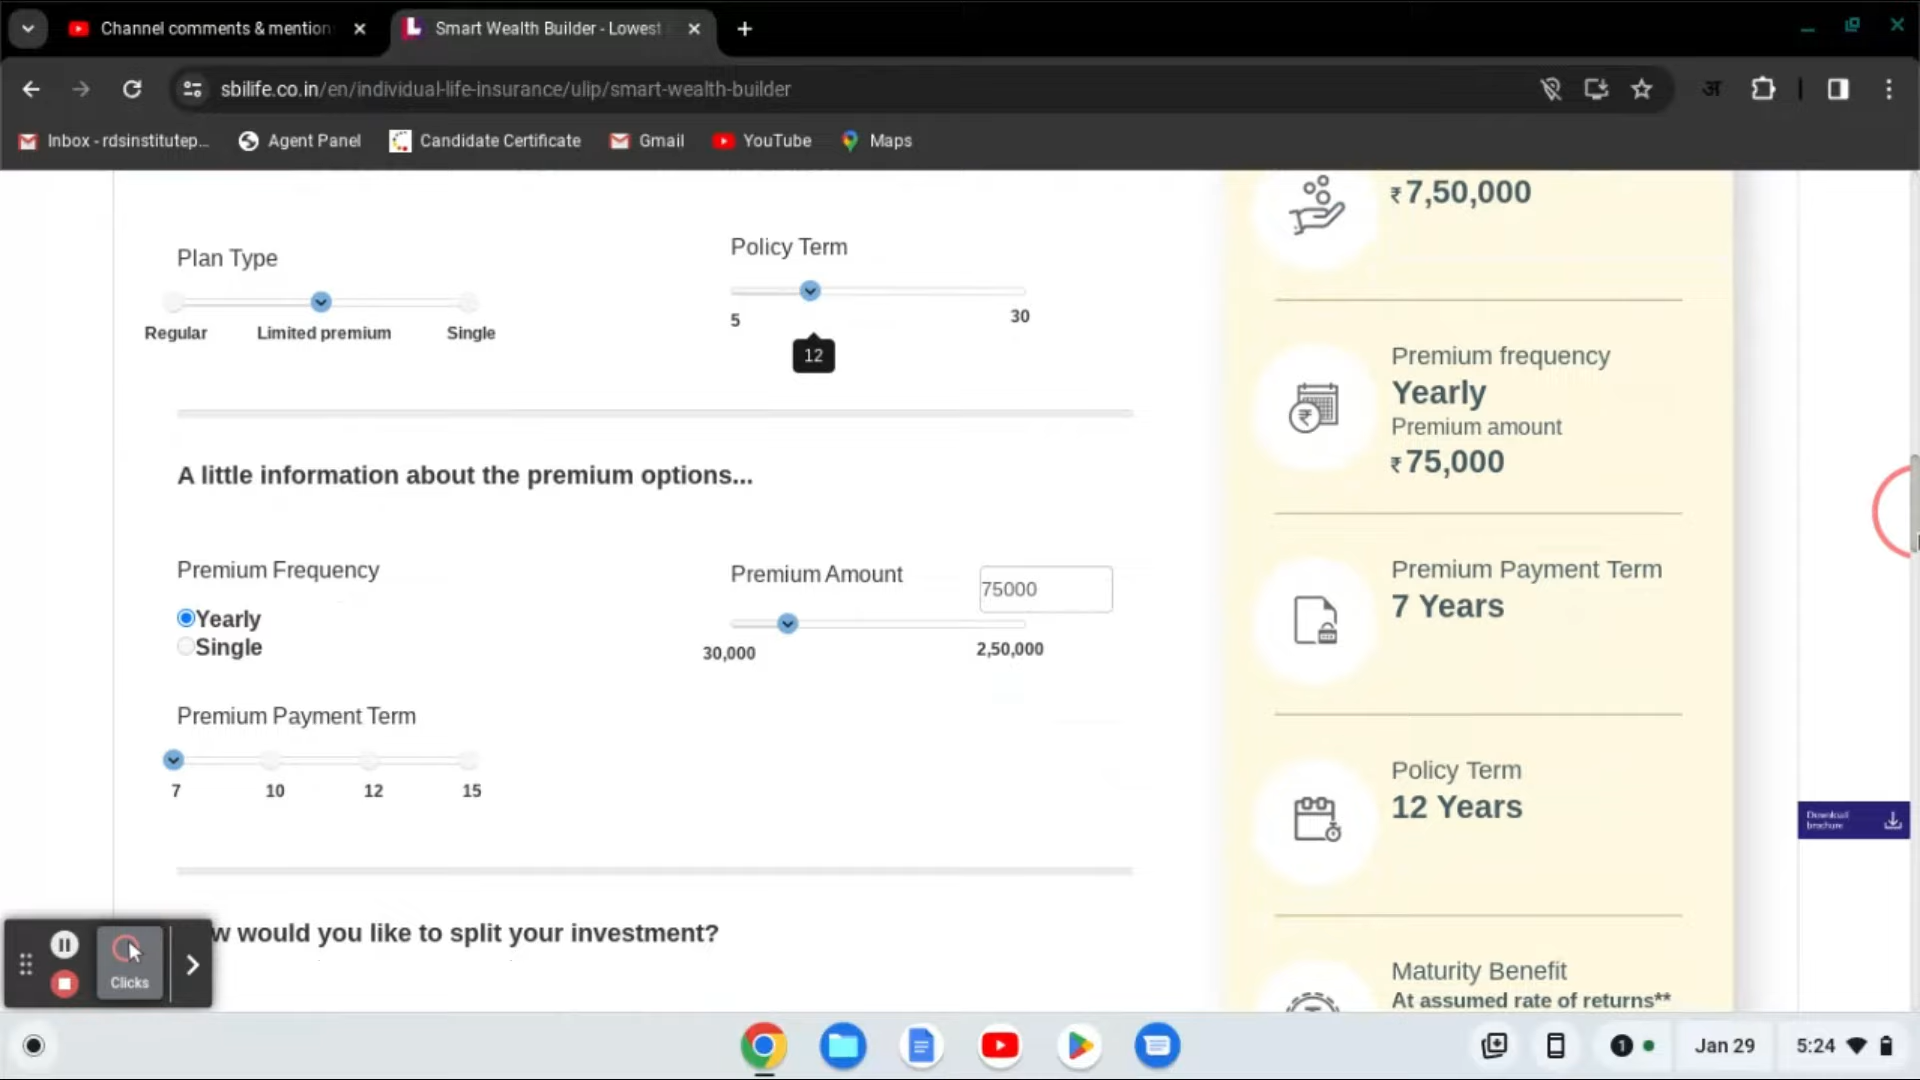 Channel comments & mention
Smart Wealth Builder - Lowest
sbilife.co.in/en/individual-life-insurance/ulip/smart-wealth-builder
अ
Inbox - rdsinstitutep...
Agent Panel
Candidate Certificate
Gmail
YouTube
Maps
₹ 7,50,000
Plan Type
Regular
Limited premium
Single
Policy Term
5
30
12
Premium frequency
Yearly
Premium amount
₹ 75,000
A little information about the premium options...
Premium Frequency
Yearly
Single
Premium Amount
75000
30,000
2,50,000
Premium Payment Term
7 Years
Premium Payment Term
7
10
12
15
Policy Term
12 Years
Download
brochure
w would you like to split your investment?
Maturity Benefit
At assumed rate of returns**
Clicks
1
Jan 29
5:24